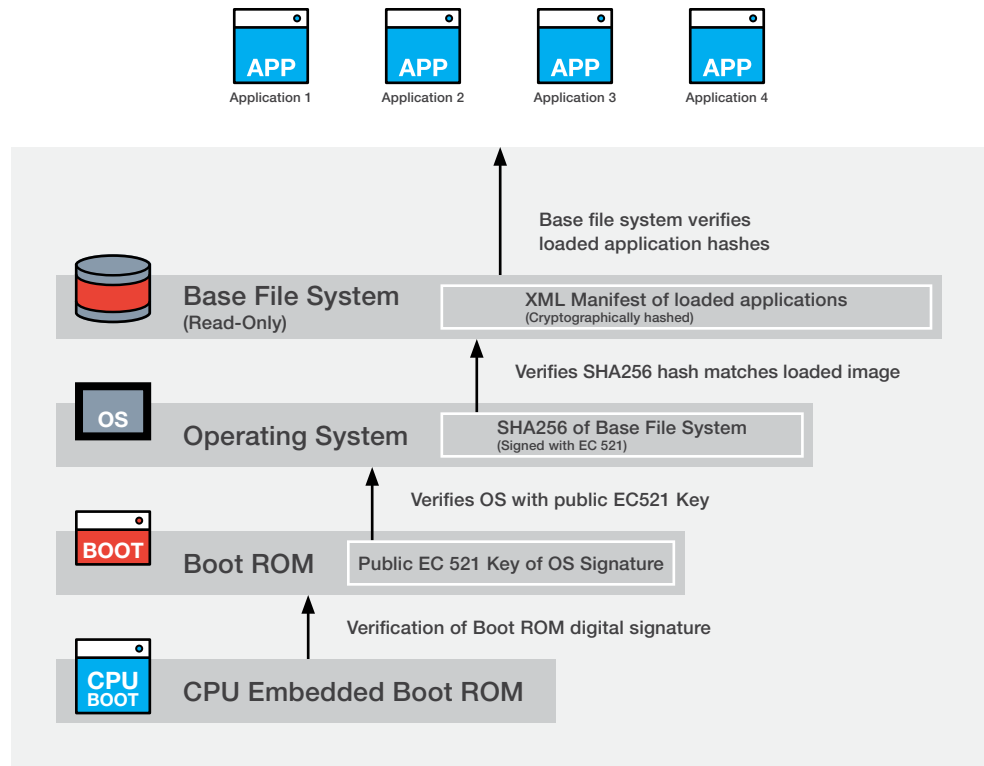 APP APP APP APP
Application 1 Application 2 Application 3 Application 4
Base file system verifies
loaded application hashes
Base File System
(Read-Only)
XML Manifest of loaded applications
(Cryptographically hashed)
Verifies SHA256 hash matches loaded image
OS
Operating System
SHA256 of Base File System
(Signed with EC 521)
Verifies OS with public EC521 Key
BOOT
Boot ROM
Public EC 521 Key of OS Signature
Verification of Boot ROM digital signature
CPU
BOOT
CPU Embedded Boot ROM